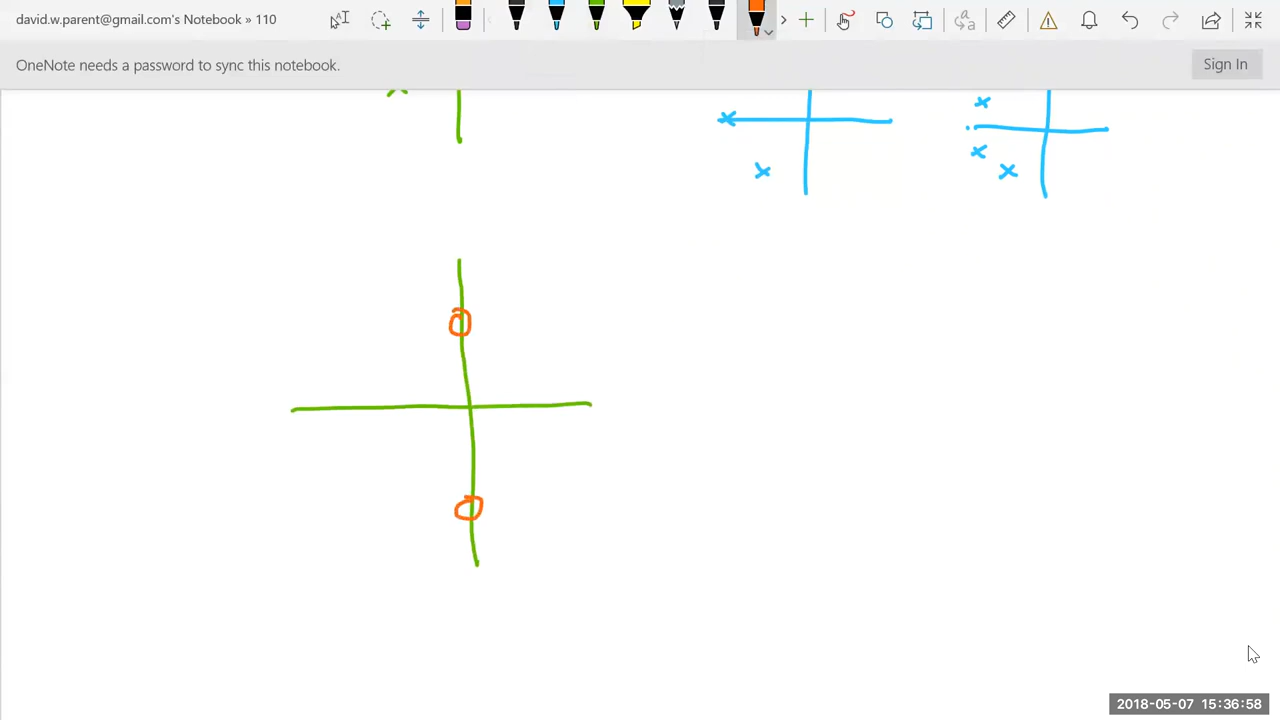 david.w.parent@gmail.com's Notebook » 110
OneNote needs a password to sync this notebook.
Sign In
x
x
x
x
x
x
2018-05-07 15:36:58